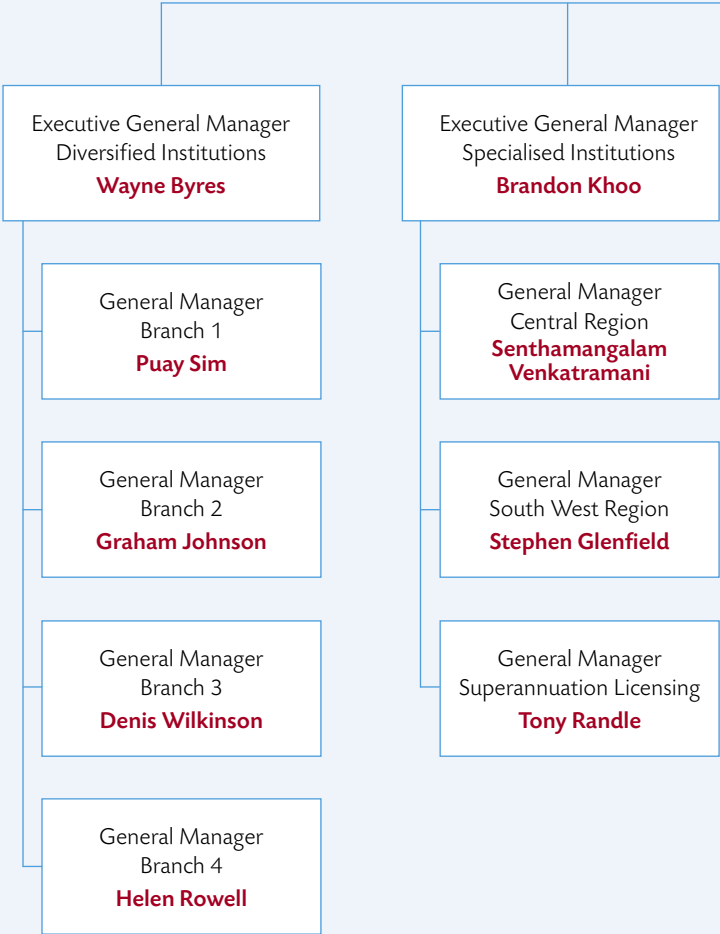 Executive General Manager
Diversified Institutions
Wayne Byres
General Manager
Branch 1
Puay Sim
General Manager
Branch 2
Graham Johnson
General Manager
Branch 3
Denis Wilkinson
General Manager
Branch 4
Helen Rowell
Executive General Manager
Specialised Institutions
Brandon Khoo
General Manager
Central Region
Senthamangalam
Venkatramani
General Manager
South West Region
Stephen Glenfield
General Manager
Superannuation Licensing
Tony Randle